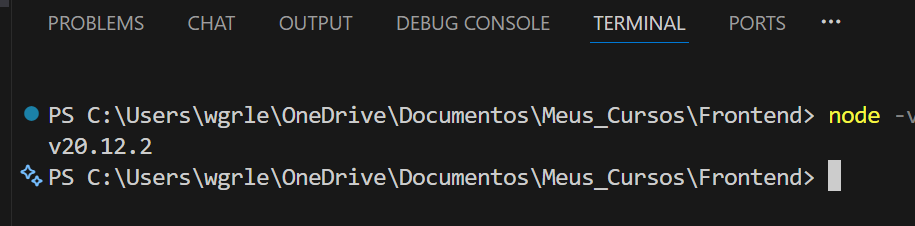 PROBLEMS CHAT OUTPUT DEBUG CONSOLE TERMINAL PORTS ...
PS C:\Users\wgrle\OneDrive\Documentos\Meus_Cursos\Frontend> node -v
v20.12.2
PS C:\Users\wgrle\OneDrive\Documentos\Meus_Cursos\Frontend>